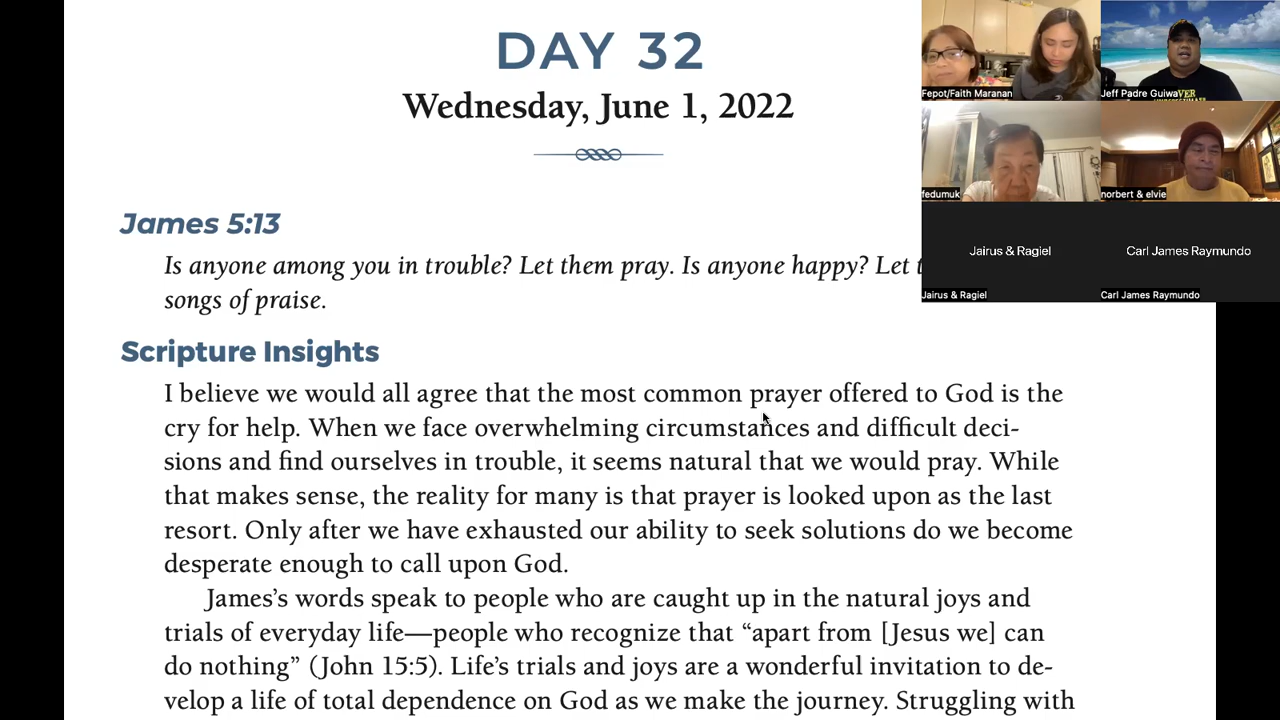 DAY 32
Wednesday, June 1, 2022
James 5:13
Is anyone among you in trouble? Let them pray. Is anyone happy? Let
songs of praise.
Scripture Insights
I believe we would all agree that the most common prayer offered to God is the
cry for help. When we face overwhelming circumstances and difficult deci-
sions and find ourselves in trouble, it seems natural that we would pray. While
that makes sense, the reality for many is that prayer is looked upon as the last
resort. Only after we have exhausted our ability to seek solutions do we become
desperate enough to call upon God.
James’s words speak to people who are caught up in the natural joys and
trials of everyday life—people who recognize that “apart from [Jesus we] can
do nothing” (John 15:5). Life’s trials and joys are a wonderful invitation to de-
velop a life of total dependence on God as we make the journey. Struggling with
Fepot/Faith Maranan
Jeff Padre Guiwa
VER
fedumuk
norbert & elvie
Jairus & Ragiel
Carl James Raymundo
Jairus & Ragiel
Carl James Raymundo